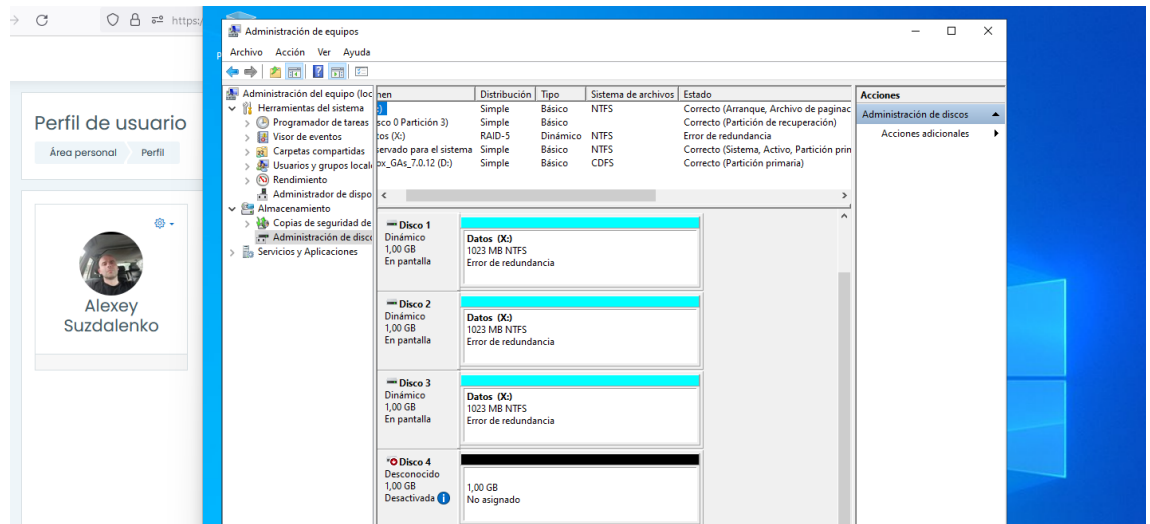 https:/
Perfil de usuario
Área personal
Perfil
Alexey
Suzdalenko
Administración de equipos
Archivo Acción Ver Ayuda
Administración del equipo (loc
Herramientas del sistema
Programador de tareas
Visor de eventos
Carpetas compartidas
Usuarios y grupos local
Rendimiento
Administrador de dispo
Almacenamiento
Copias de seguridad de
Administración de disco
Servicios y Aplicaciones
men Distribución Tipo Sistema de archivos Estado
:) Simple Básico NTFS Correcto (Arranque, Archivo de paginac
sco 0 Partición 3) Simple Básico Correcto (Partición de recuperación)
tos (X:) RAID-5 Dinámico NTFS Error de redundancia
servado para el sistema Simple Básico NTFS Correcto (Sistema, Activo, Partición prin
ox_GAs_7.0.12 (D:) Simple Básico CDFS Correcto (Partición primaria)
Disco 1
Dinámico
1,00 GB
En pantalla
Datos (X:)
1023 MB NTFS
Error de redundancia
Disco 2
Dinámico
1,00 GB
En pantalla
Datos (X:)
1023 MB NTFS
Error de redundancia
Disco 3
Dinámico
1,00 GB
En pantalla
Datos (X:)
1023 MB NTFS
Error de redundancia
Disco 4
Desconocido
1,00 GB
Desactivada
1,00 GB
No asignado
Acciones
Administración de discos
Acciones adicionales